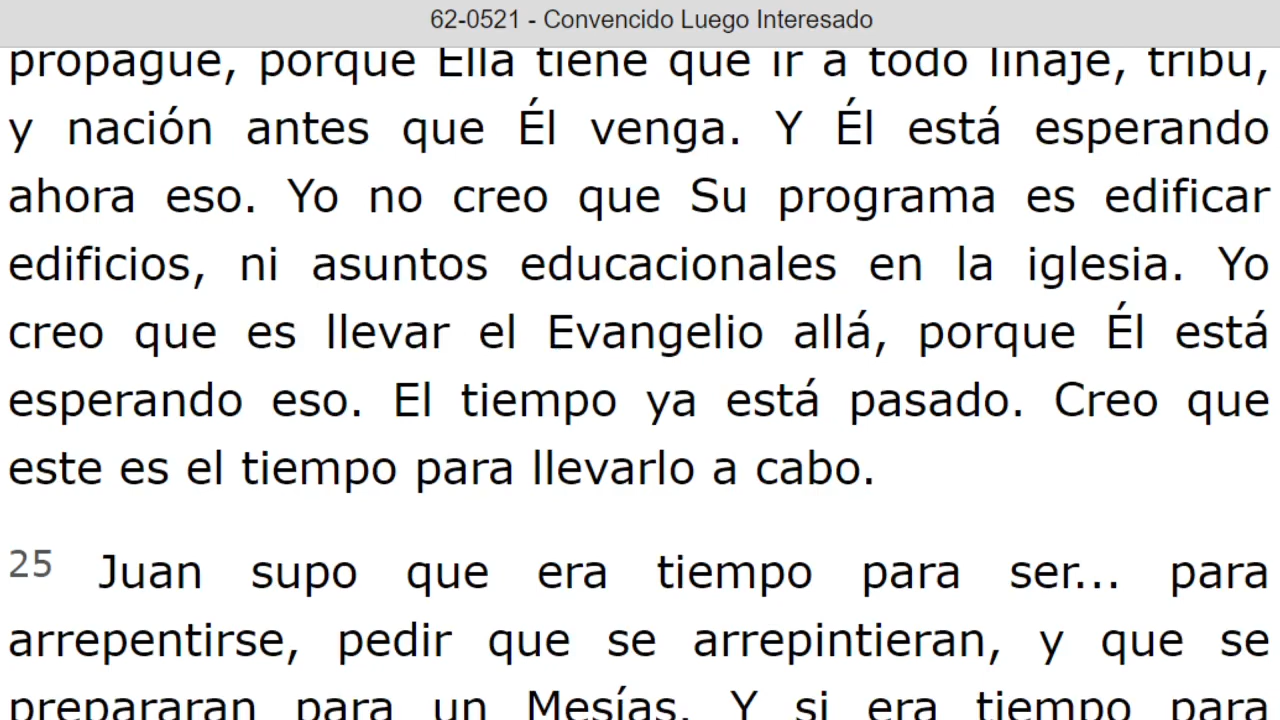 62-0521 - Convencido Luego Interesado
propague, porque Ella tiene que ir a todo linaje, tribu,
y nación antes que Él venga. Y Él está esperando
ahora eso. Yo no creo que Su programa es edificar
edificios, ni asuntos educacionales en la iglesia. Yo
creo que es llevar el Evangelio allá, porque Él está
esperando eso. El tiempo ya está pasado. Creo que
este es el tiempo para llevarlo a cabo.
25 Juan supo que era tiempo para ser... para
arrepentirse, pedir que se arrepintieran, y que se
prepararan para un Mesías. Y si era tiempo para